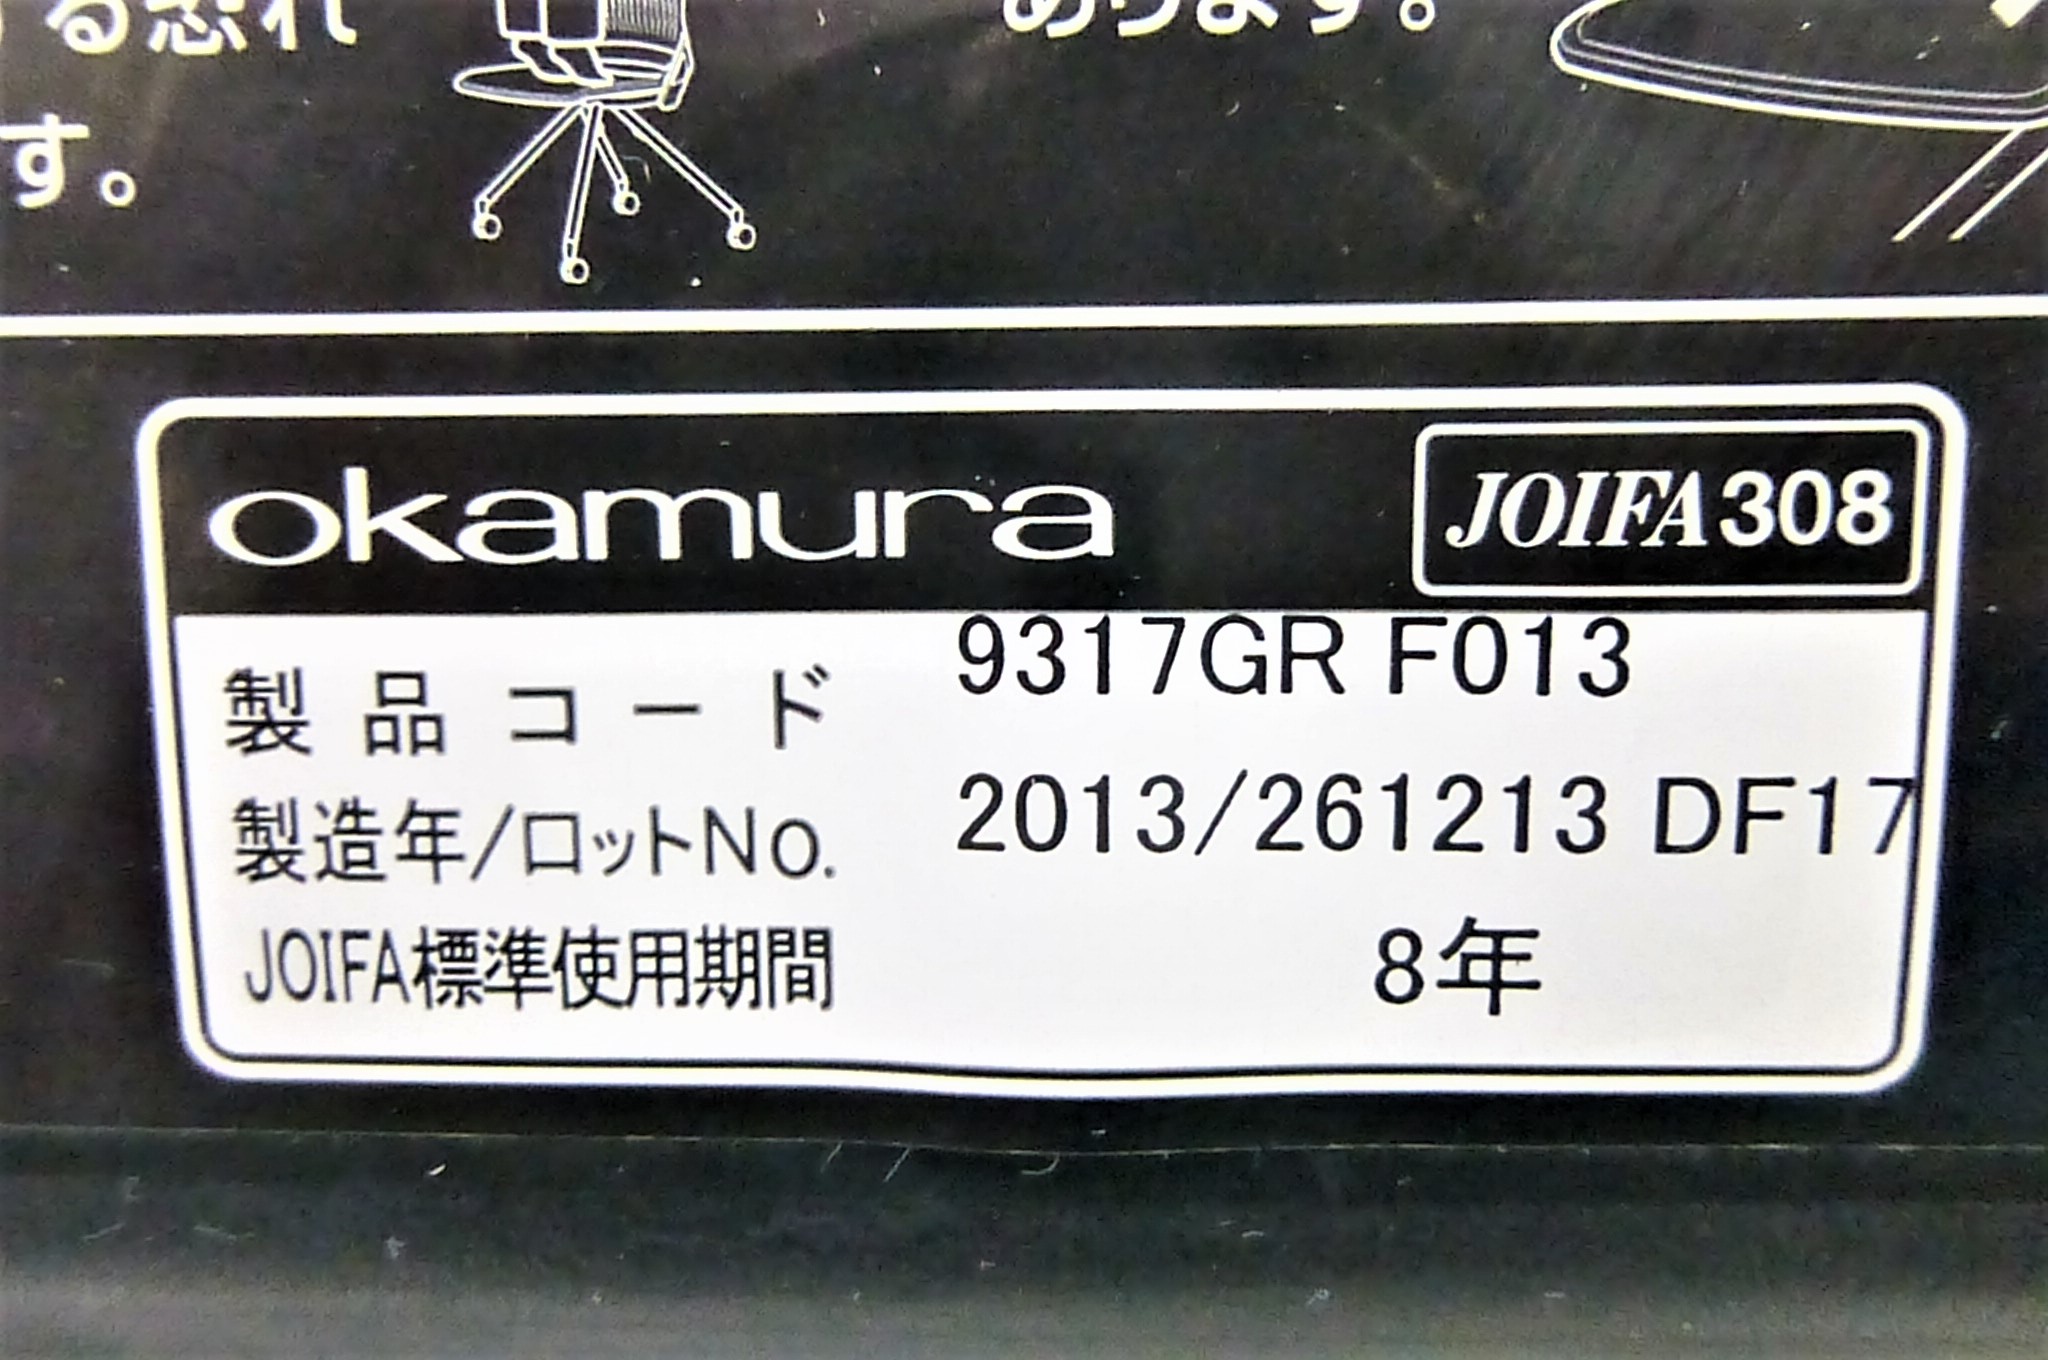 る恐れ
あります。
す。
okamura
JOIFA308
製品コード 9317GR F013
製造年/ロットNo. 2013/261213 DF17
JOIFA標準使用期間 8年